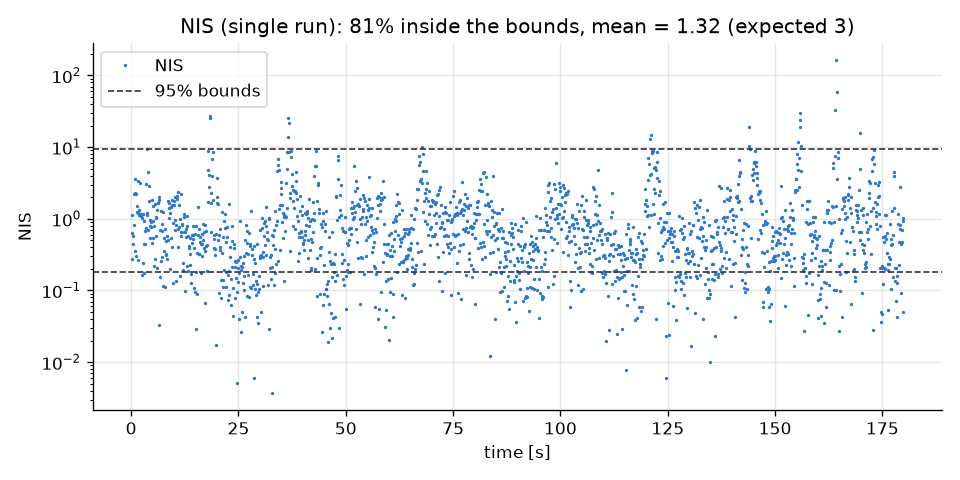 NIS (single run): 81% inside the bounds, mean = 1.32 (expected 3)
NIS
95% bounds
10²
10¹
10⁰
10⁻¹
10⁻²
NIS
0 25 50 75 100 125 150 175
time [s]